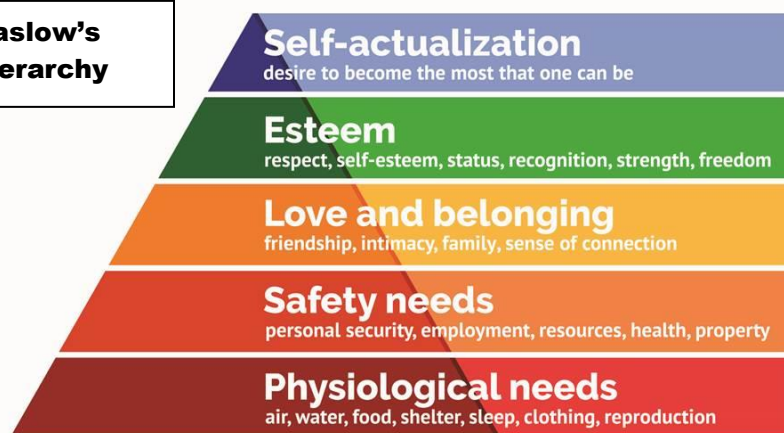 aslow’s
erarchy
Self-actualization
desire to become the most that one can be
Esteem
respect, self-esteem, status, recognition, strength, freedom
Love and belonging
friendship, intimacy, family, sense of connection
Safety needs
personal security, employment, resources, health, property
Physiological needs
air, water, food, shelter, sleep, clothing, reproduction